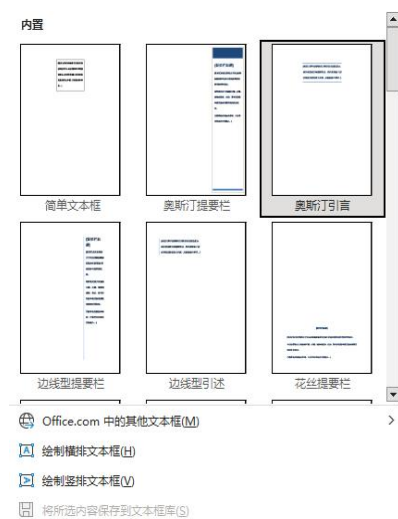 内置
简单文本框
奥斯汀提要栏
奥斯汀引言
边线型提要栏
边线型引述
花丝提要栏
Office.com 中的其他文本框(M)
绘制横排文本框(H)
绘制竖排文本框(V)
将所选内容保存到文本框库(S)